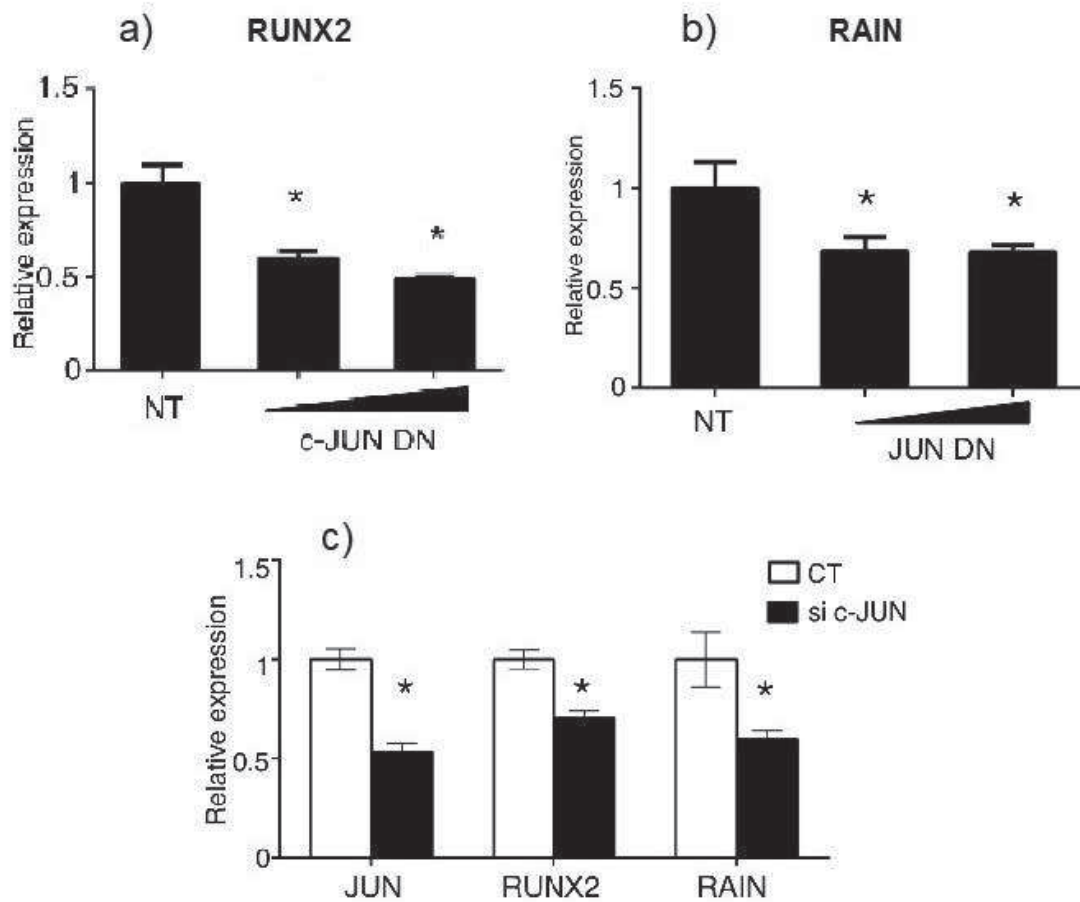 a) RUNX2
Relative expression
1.5
1
0.5
0
*
*
NT
c-JUN DN
b) RAIN
Relative expression
1.5
1
0.5
0
*
*
NT
JUN DN
c)
Relative expression
1.5
1
0.5
0
CT
si c-JUN
*
*
*
JUN RUNX2 RAIN